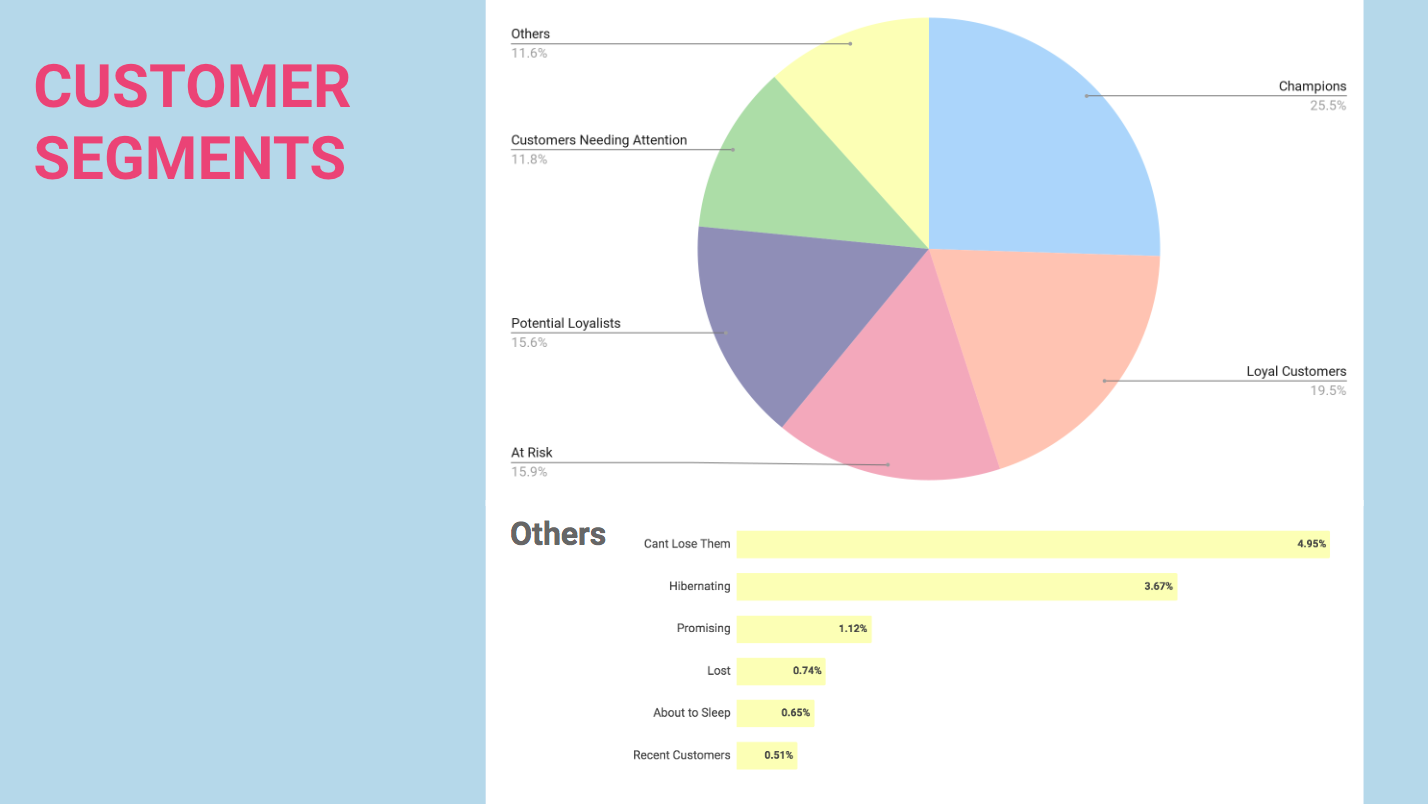 CUSTOMER
SEGMENTS
Others
11.6%
Champions
25.5%
Customers Needing Attention
11.8%
Potential Loyalists
15.6%
Loyal Customers
19.5%
At Risk
15.9%
Others
Cant Lose Them 4.95%
Hibernating 3.67%
Promising 1.12%
Lost 0.74%
About to Sleep 0.65%
Recent Customers 0.51%